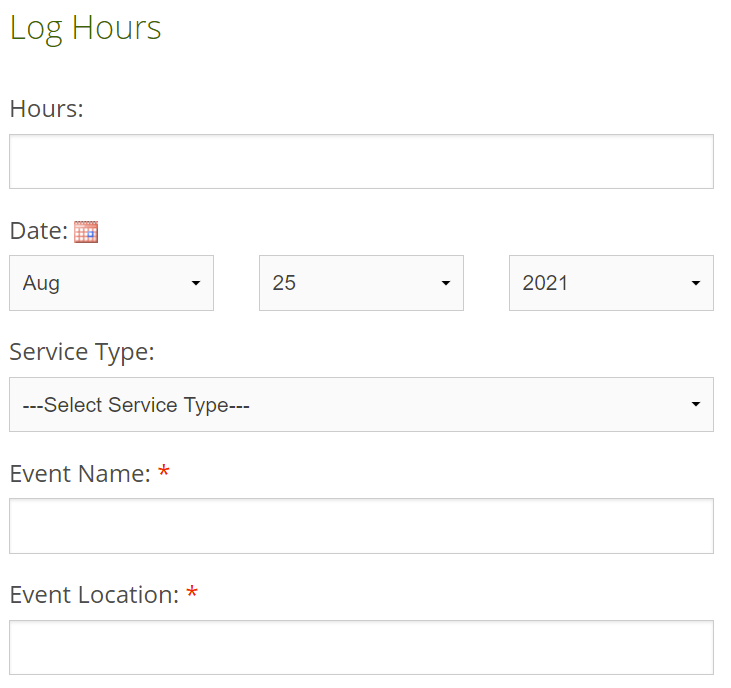 Log Hours
Hours:
Date:
Aug 25 2021
Service Type:
---Select Service Type---
Event Name: *
Event Location: *